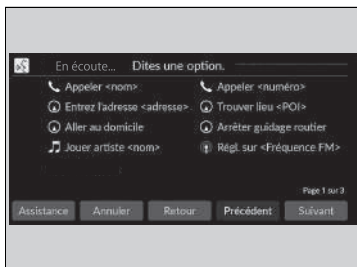 En écoute... Dites une option.
Appeler <nom> Appeler <numéro>
Entrez l'adresse <adresse> Trouver lieu <POI>
Aller au domicile Arrêter guidage routier
Jouer artiste <nom> Régl. sur <Fréquence FM>
Page 1 sur 3
Assistance Annuler Retour Précédent Suivant